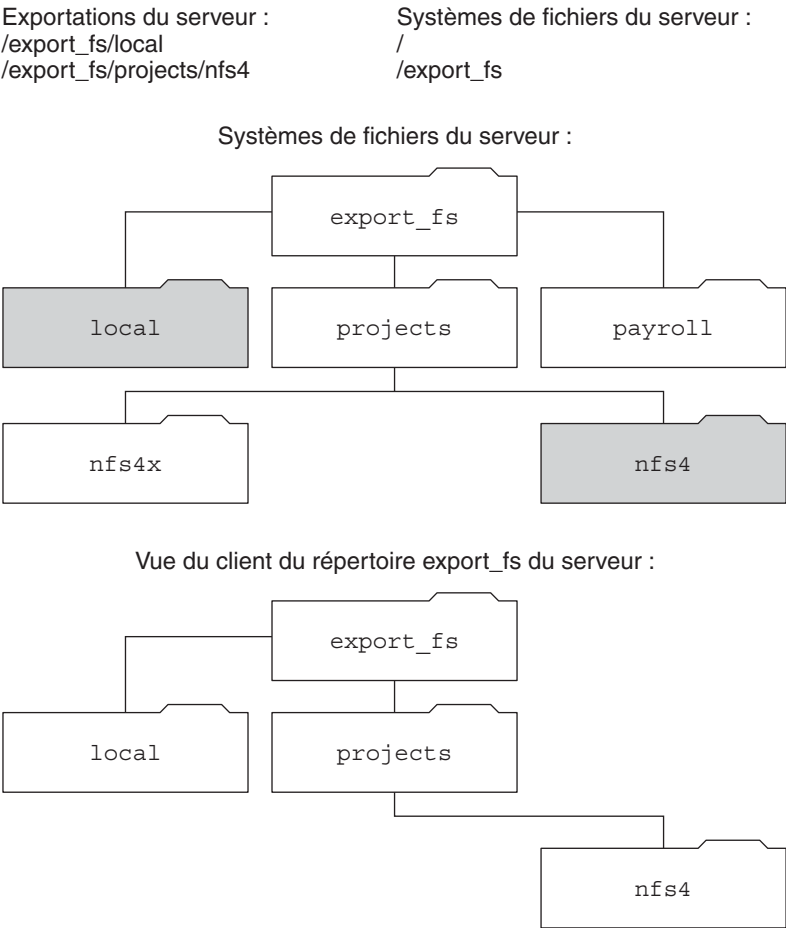 Exportations du serveur :
/export_fs/local
/export_fs/projects/nfs4
Systèmes de fichiers du serveur :
/
/export_fs
Systèmes de fichiers du serveur :
export_fs
local
projects
payroll
nfs4x
nfs4
Vue du client du répertoire export_fs du serveur :
export_fs
local
projects
nfs4